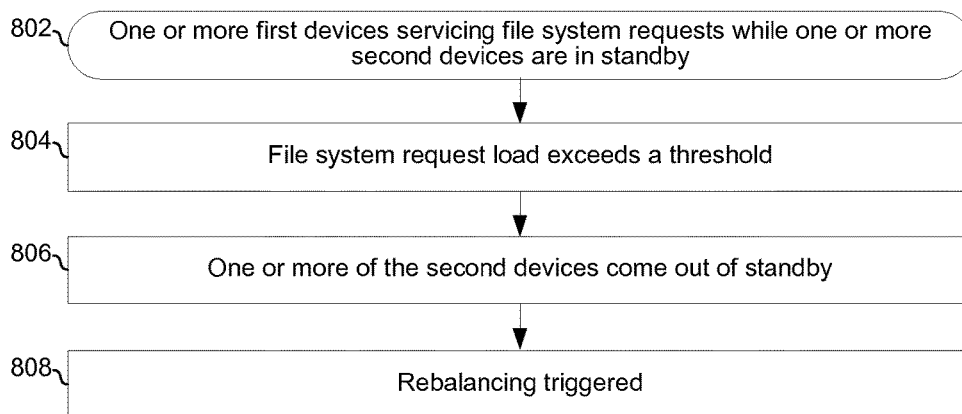 802
One or more first devices servicing file system requests while one or more
second devices are in standby
804
File system request load exceeds a threshold
806
One or more of the second devices come out of standby
808
Rebalancing triggered